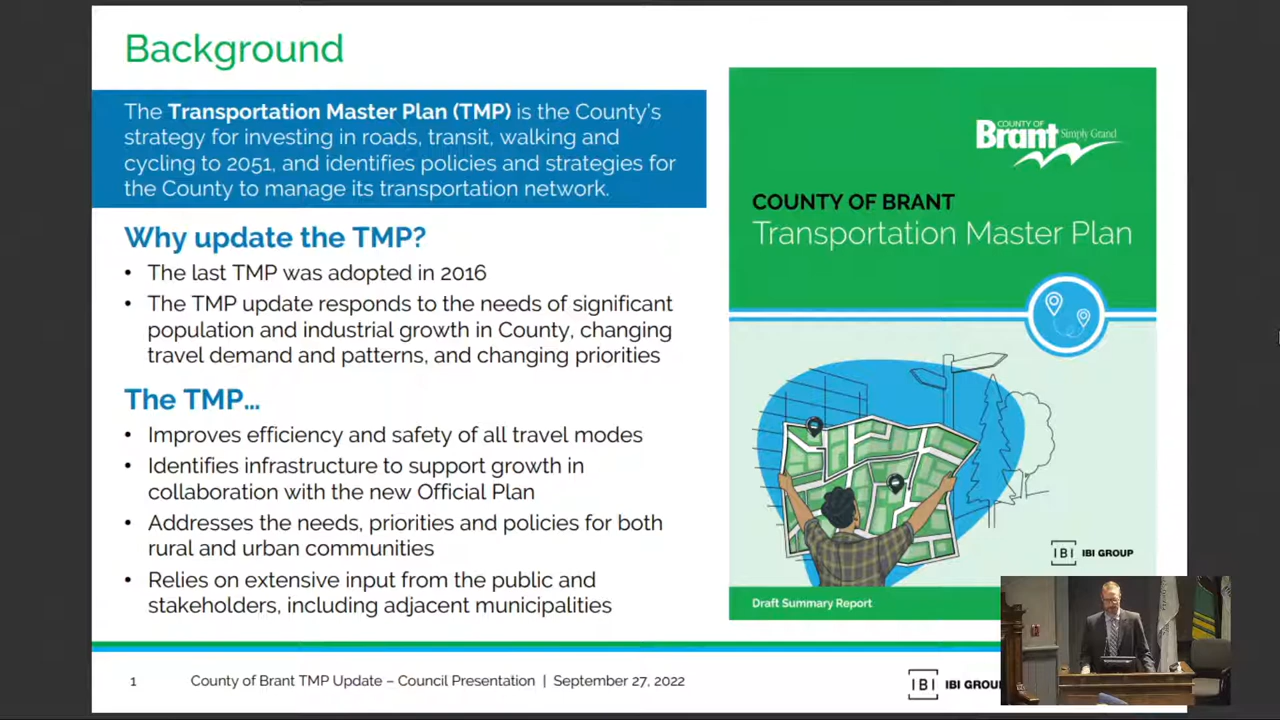 Background
The Transportation Master Plan (TMP) is the County's
strategy for investing in roads, transit, walking and
cycling to 2051, and identifies policies and strategies for
the County to manage its transportation network.
Why update the TMP?
• The last TMP was adopted in 2016
• The TMP update responds to the needs of significant
population and industrial growth in County, changing
travel demand and patterns, and changing priorities
The TMP...
• Improves efficiency and safety of all travel modes
• Identifies infrastructure to support growth in
collaboration with the new Official Plan
• Addresses the needs, priorities and policies for both
rural and urban communities
• Relies on extensive input from the public and
stakeholders, including adjacent municipalities
COUNTY OF
Brant Simply Grand
COUNTY OF BRANT
Transportation Master Plan
IBI IBI GROUP
Draft Summary Report
1 County of Brant TMP Update – Council Presentation | September 27, 2022
IBI IBI GROU